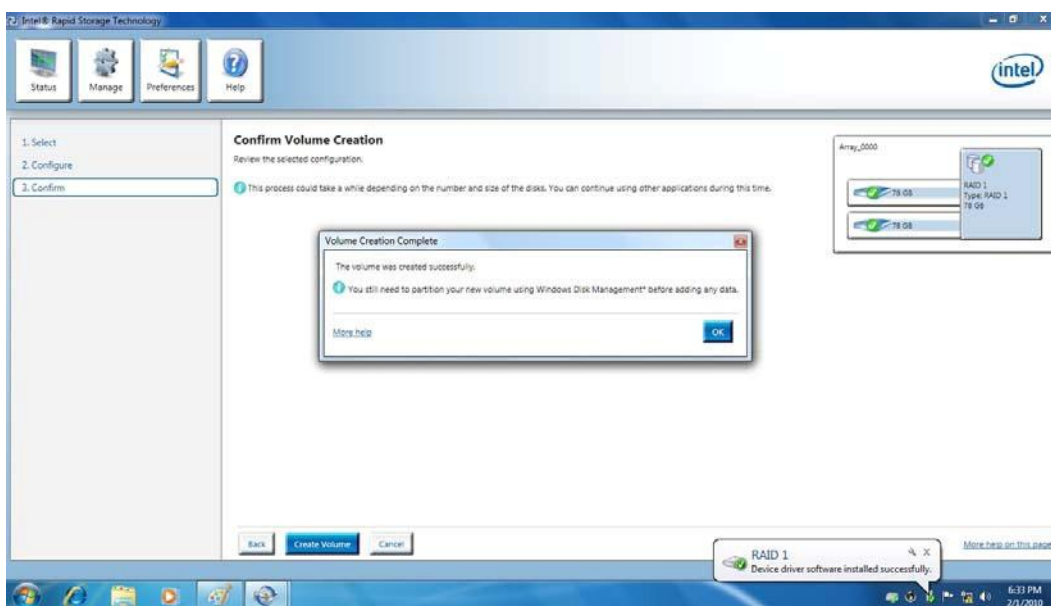 Intel® Rapid Storage Technology
Status
Manage
Preferences
Help
intel
1. Select
2. Configure
3. Confirm
Confirm Volume Creation
Review the selected configuration.
This process could take a while depending on the number and size of the disks. You can continue using other applications during this time.
Array_0000
78 GB
78 GB
RAID 1
Type: RAID 1
78 GB
Volume Creation Complete
The volume was created successfully.
You still need to partition your new volume using Windows Disk Management* before adding any data.
More help
OK
Back
Create Volume
Cancel
More help on this page
RAID 1
Device driver software installed successfully.
6:33 PM
2/1/2010